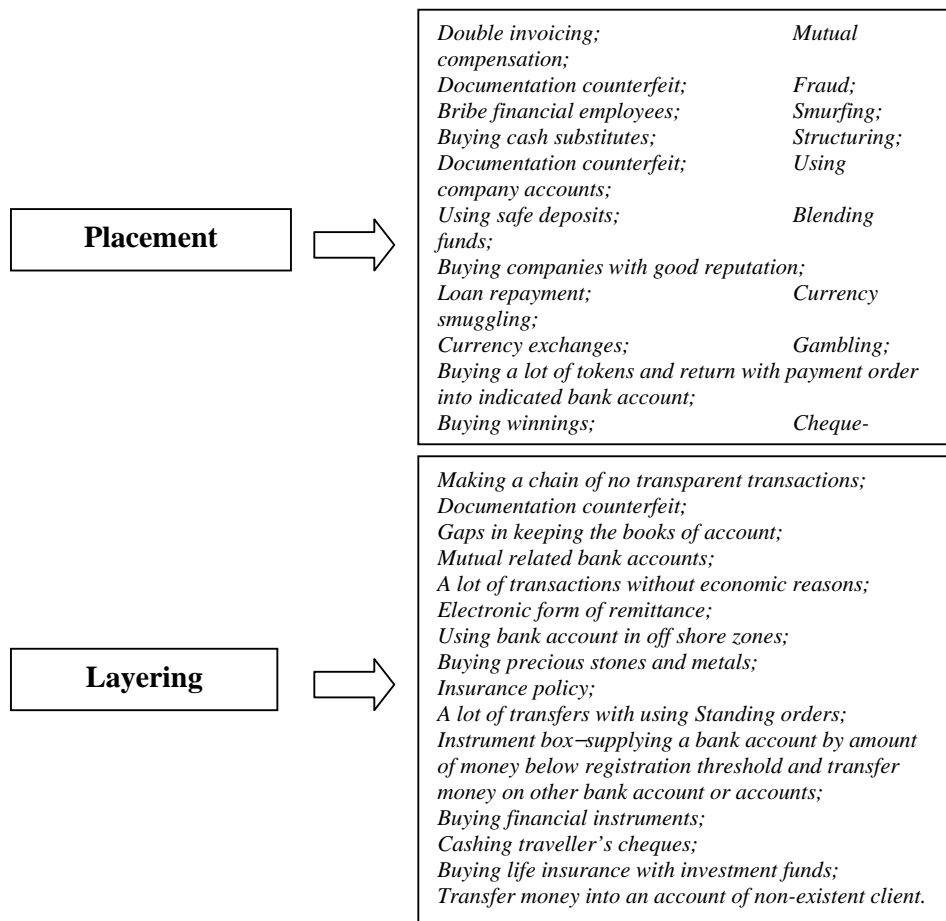 Double invoicing; Mutual
compensation;
Documentation counterfeit; Fraud;
Bribe financial employees; Smurfing;
Buying cash substitutes; Structuring;
Documentation counterfeit; Using
company accounts;
Using safe deposits; Blending
funds;
Buying companies with good reputation;
Loan repayment; Currency
smuggling;
Currency exchanges; Gambling;
Buying a lot of tokens and return with payment order
into indicated bank account;
Buying winnings; Cheque-
Placement
Making a chain of no transparent transactions;
Documentation counterfeit;
Gaps in keeping the books of account;
Mutual related bank accounts;
A lot of transactions without economic reasons;
Electronic form of remittance;
Using bank account in off shore zones;
Buying precious stones and metals;
Insurance policy;
A lot of transfers with using Standing orders;
Instrument box–supplying a bank account by amount
of money below registration threshold and transfer
money on other bank account or accounts;
Buying financial instruments;
Cashing traveller's cheques;
Buying life insurance with investment funds;
Transfer money into an account of non-existent client.
Layering